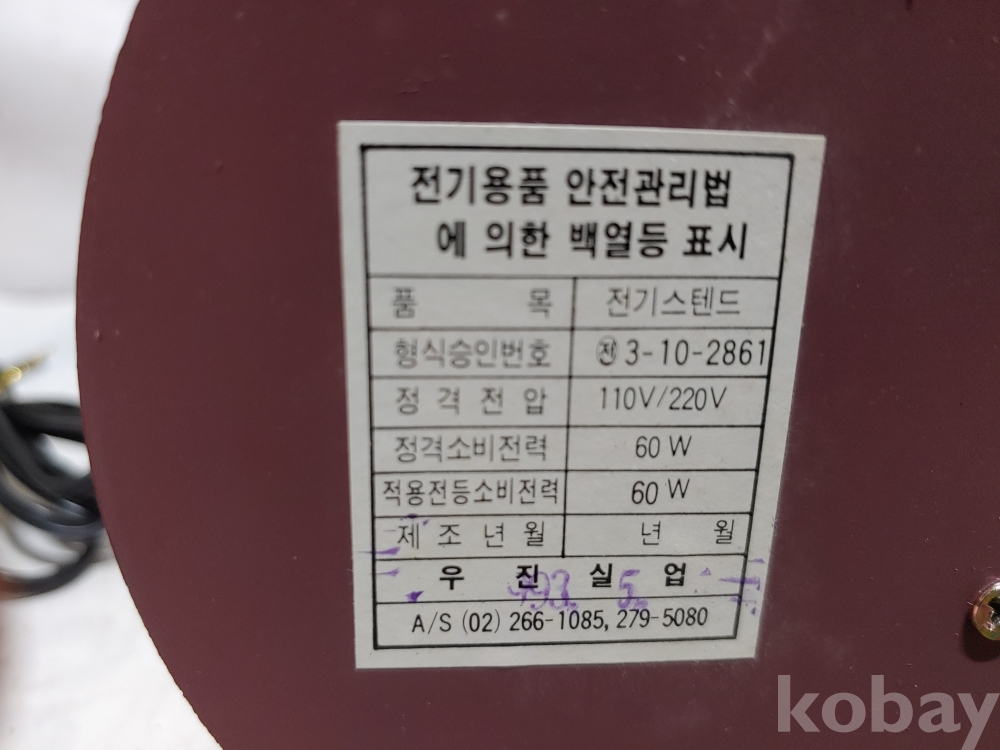 전기용품 안전관리법
에 의한 백열등 표시
품 목 전기스텐드
형식승인번호 전 3-10-2861
정격전압 110V/220V
정격소비전력 60W
적용전등소비전력 60W
제조년월 년 월
우진실업
A/S (02) 266-1085, 279-5080
kobay